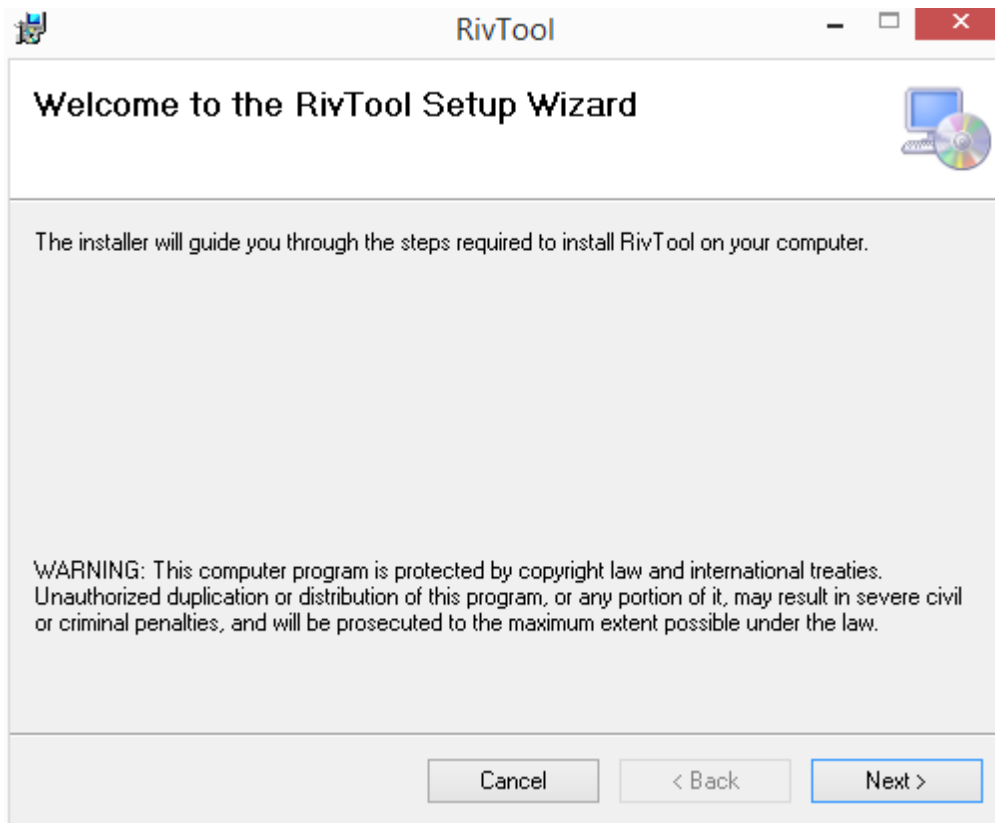 RivTool
Welcome to the RivTool Setup Wizard
The installer will guide you through the steps required to install RivTool on your computer.
WARNING: This computer program is protected by copyright law and international treaties.
Unauthorized duplication or distribution of this program, or any portion of it, may result in severe civil
or criminal penalties, and will be prosecuted to the maximum extent possible under the law.
Cancel
< Back
Next >